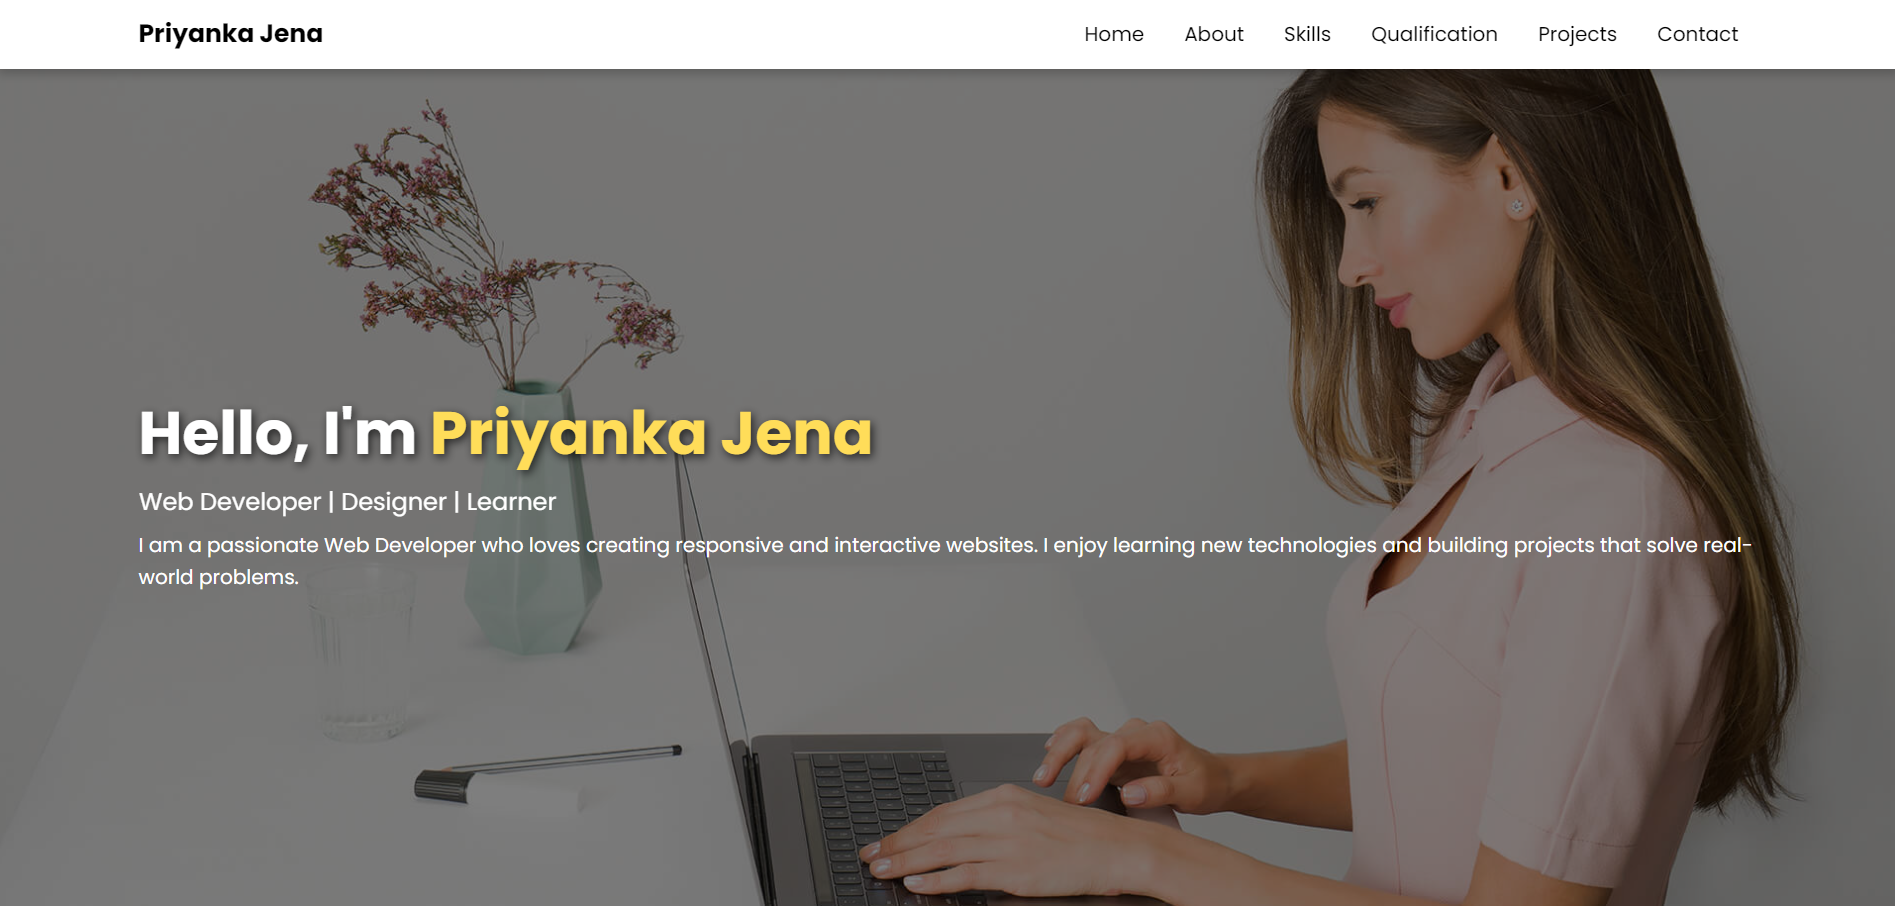 Priyanka Jena
Home About Skills Qualification Projects Contact
Hello, I'm Priyanka Jena
Web Developer | Designer | Learner
I am a passionate Web Developer who loves creating responsive and interactive websites. I enjoy learning new technologies and building projects that solve real-
world problems.